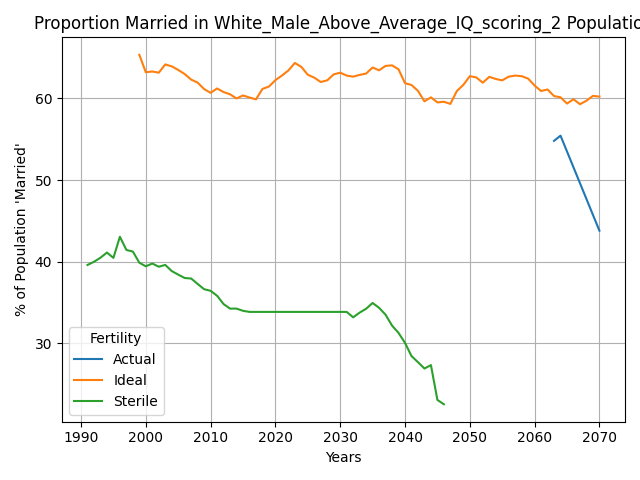 Proportion Married in White_Male_Above_Average_IQ_scoring_2 Populatio
% of Population 'Married'
60
50
40
30
Fertility
Actual
Ideal
Sterile
1990 2000 2010 2020 2030 2040 2050 2060 2070
Years